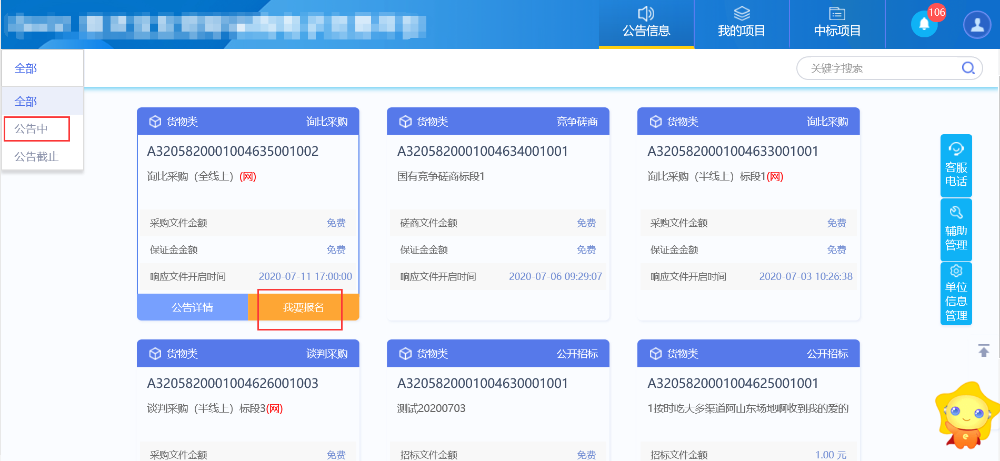 公告信息
我的项目
中标项目
106
全部
关键字搜索
全部
公告中
公告截止
货物类 询比采购
A3205820001004635001002
询比采购（全线上）(网)
采购文件金额 免费
保证金金额 免费
响应文件开启时间 2020-07-11 17:00:00
公告详情 我要报名
货物类 竞争磋商
A3205820001004634001001
国有竞争磋商标段1
磋商文件金额 免费
保证金金额 免费
响应文件开启时间 2020-07-06 09:29:07
货物类 询比采购
A3205820001004633001001
询比采购（半线上）标段1(网)
采购文件金额 免费
保证金金额 免费
响应文件开启时间 2020-07-03 10:26:38
客服
电话
辅助
管理
单位
信息
管理
货物类 谈判采购
A3205820001004626001003
谈判采购（半线上）标段3(网)
采购文件金额 免费
货物类 公开招标
A3205820001004630001001
测试20200703
招标文件金额 免费
货物类 公开招标
A3205820001004625001001
1按时吃大多渠道阿山东场地啊收到我的爱的
招标文件金额 1.00 元